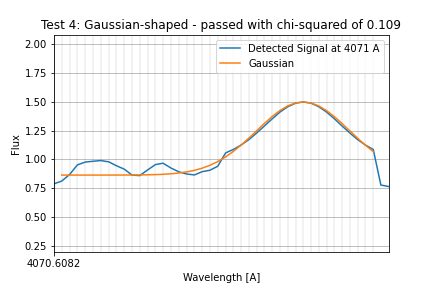 Test 4: Gaussian-shaped - passed with chi-squared of 0.109
Detected Signal at 4071 A
Gaussian
2.00
1.75
1.50
1.25
1.00
0.75
0.50
0.25
Flux
4070.6082
Wavelength [A]